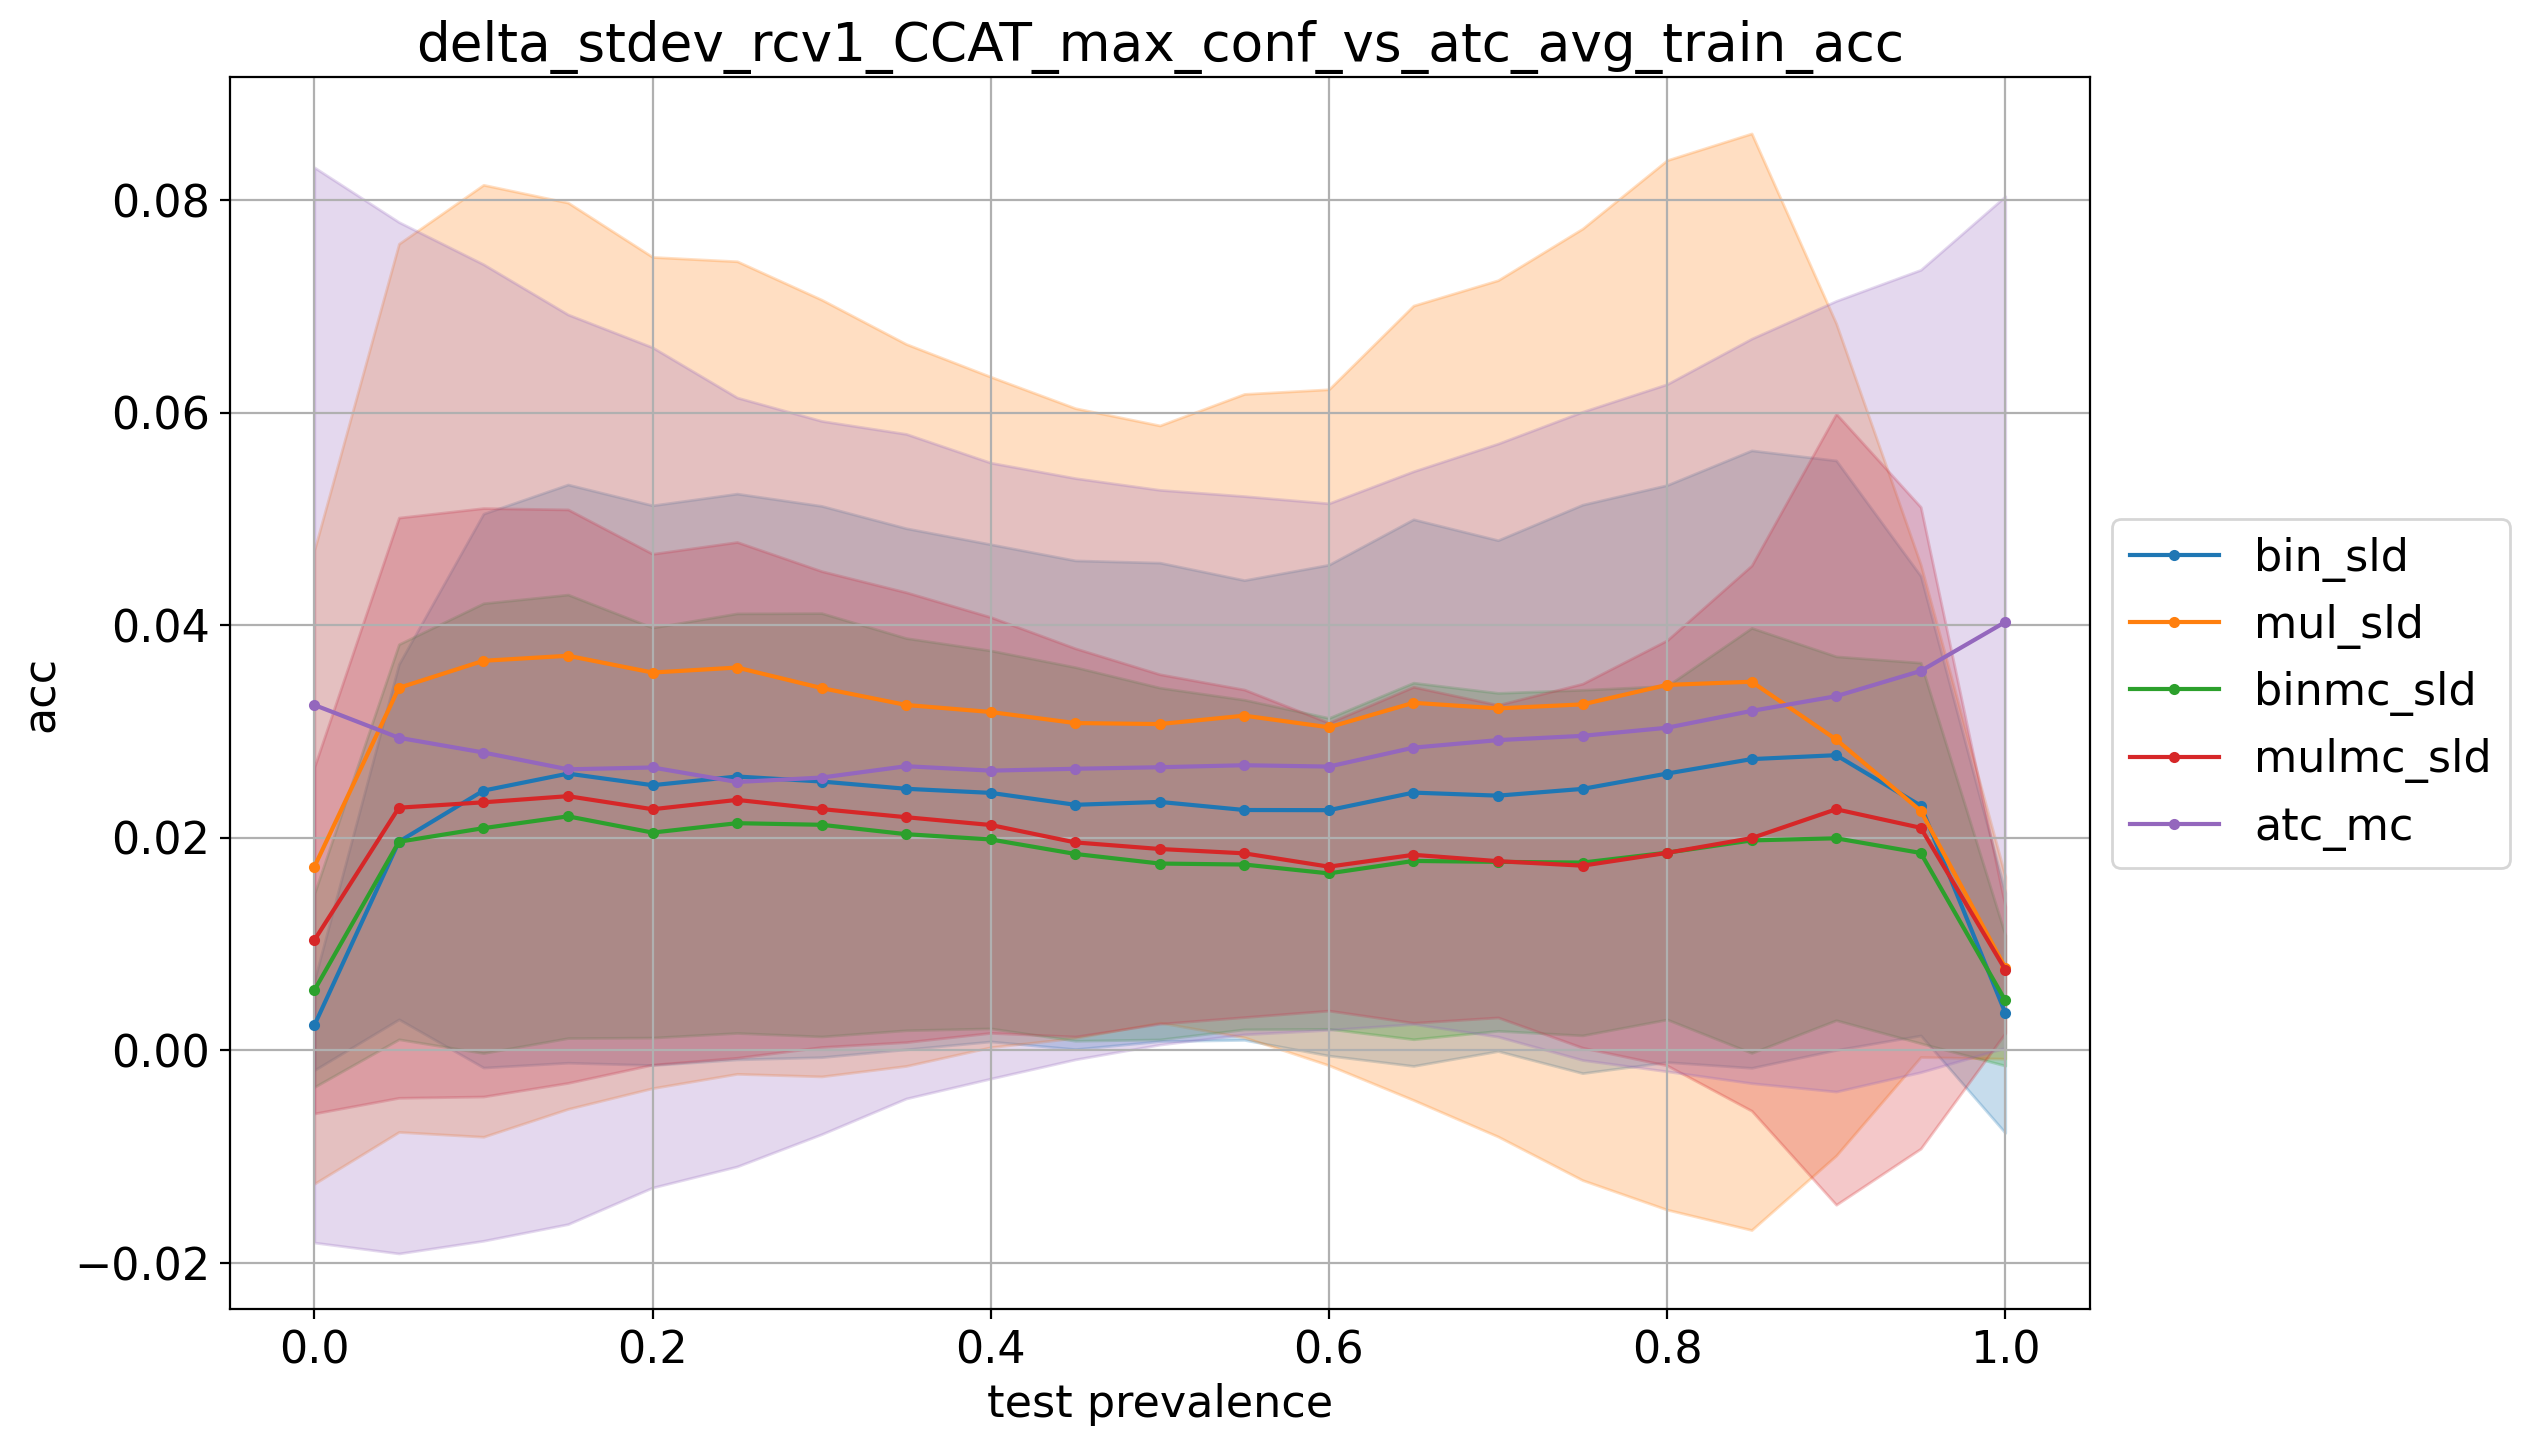 delta_stdev_rcv1_CCAT_max_conf_vs_atc_avg_train_acc
acc
0.08
0.06
0.04
0.02
0.00
−0.02
0.0 0.2 0.4 0.6 0.8 1.0
test prevalence
bin_sld
mul_sld
binmc_sld
mulmc_sld
atc_mc